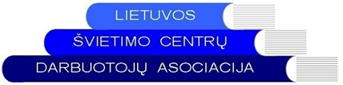 LIETUVOS
ŠVIETIMO CENTRŲ
DARBUOTOJŲ ASOCIACIJA